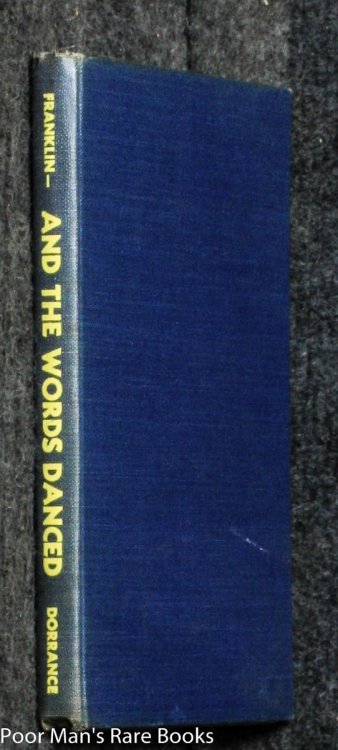 FRANKLIN— AND THE WORDS DANCED DORRANCE
Poor Man's Rare Books